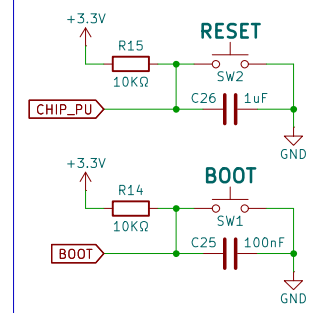 +3.3V
RESET
R15
10KΩ
SW2
C26 1uF
CHIP_PU
GND
+3.3V
BOOT
R14
10KΩ
SW1
C25 100nF
BOOT
GND